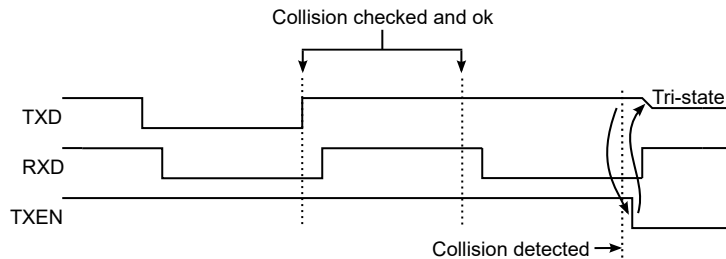 Collision checked and ok
Tri-state
TXD
RXD
TXEN
Collision detected